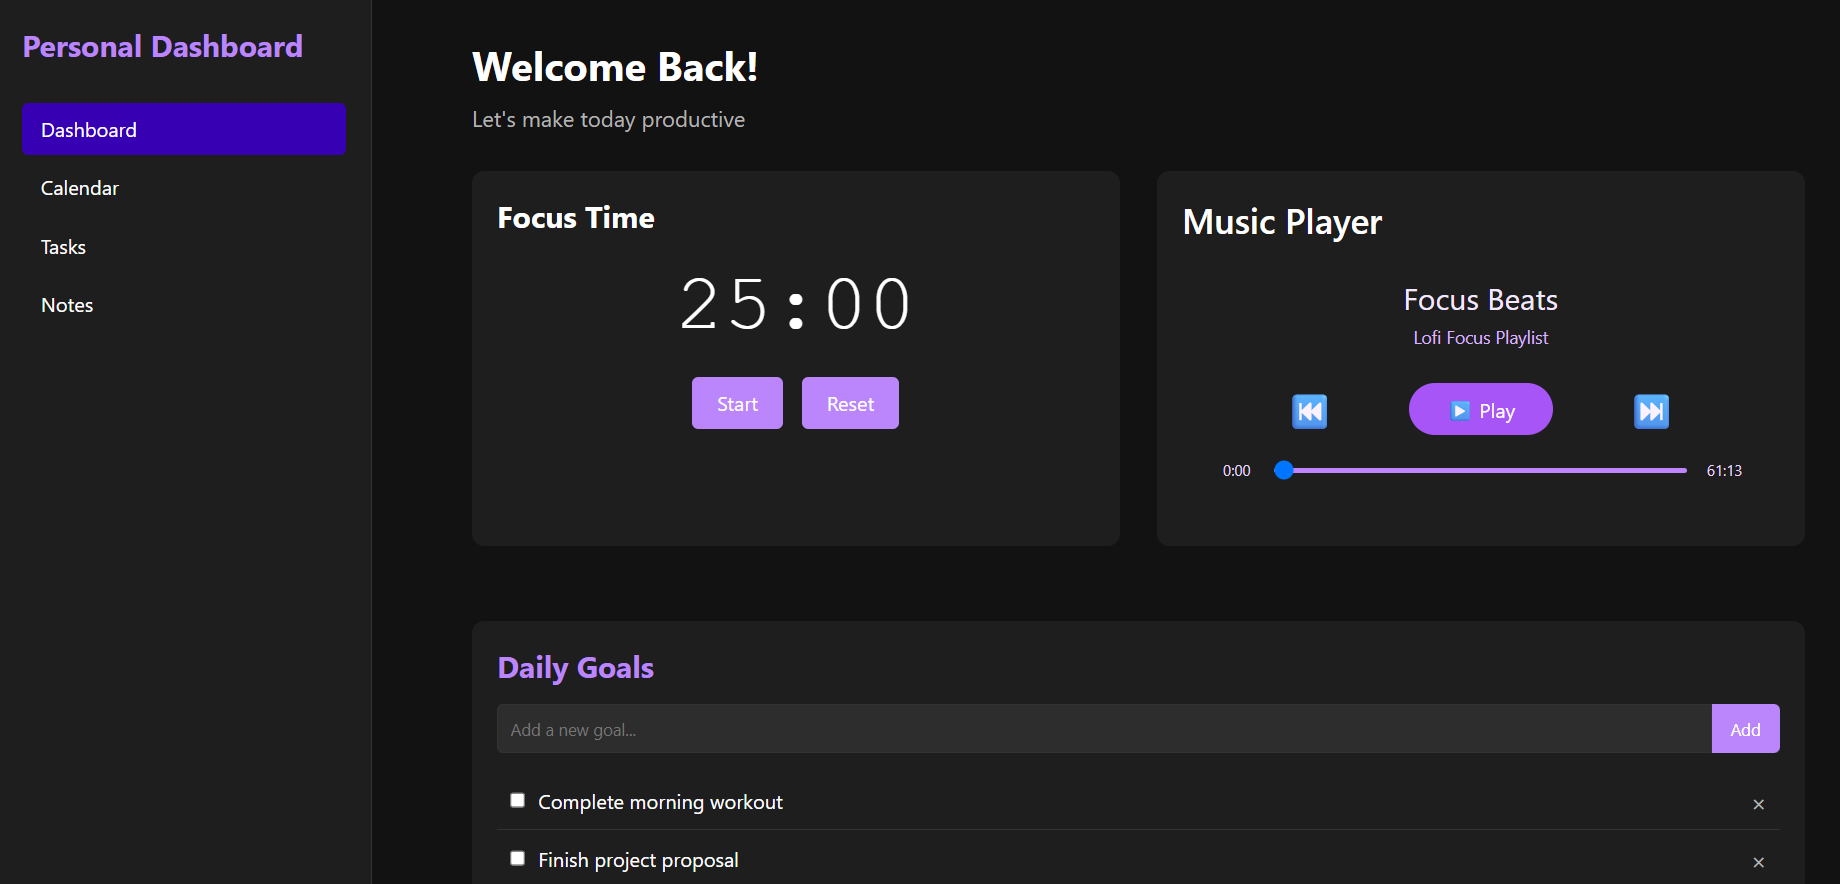 Personal Dashboard
Dashboard
Calendar
Tasks
Notes
Welcome Back!
Let's make today productive
Focus Time
25:00
Start
Reset
Music Player
Focus Beats
Lofi Focus Playlist
Play
0:00
61:13
Daily Goals
Add a new goal...
Add
Complete morning workout
×
Finish project proposal
×